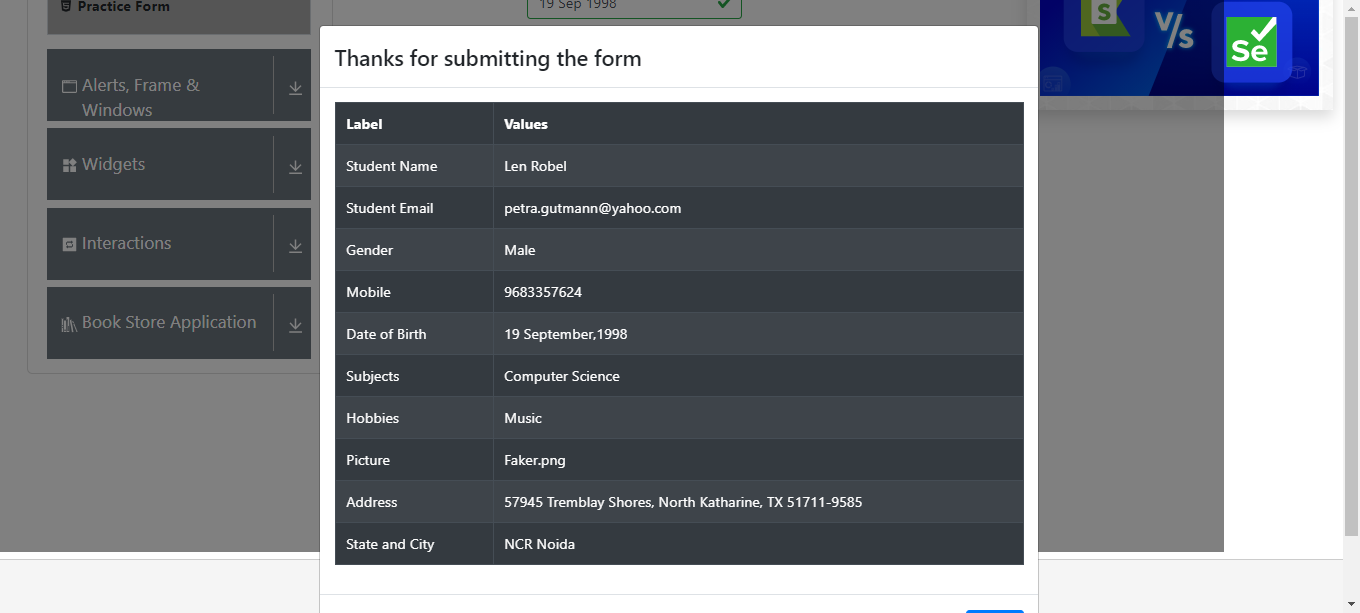 Practice Form
19 Sep 1998
Alerts, Frame &
Windows
Widgets
Interactions
Book Store Application
Thanks for submitting the form
Label Values
Student Name Len Robel
Student Email petra.gutmann@yahoo.com
Gender Male
Mobile 9683357624
Date of Birth 19 September,1998
Subjects Computer Science
Hobbies Music
Picture Faker.png
Address 57945 Tremblay Shores, North Katharine, TX 51711-9585
State and City NCR Noida
S V/s Se